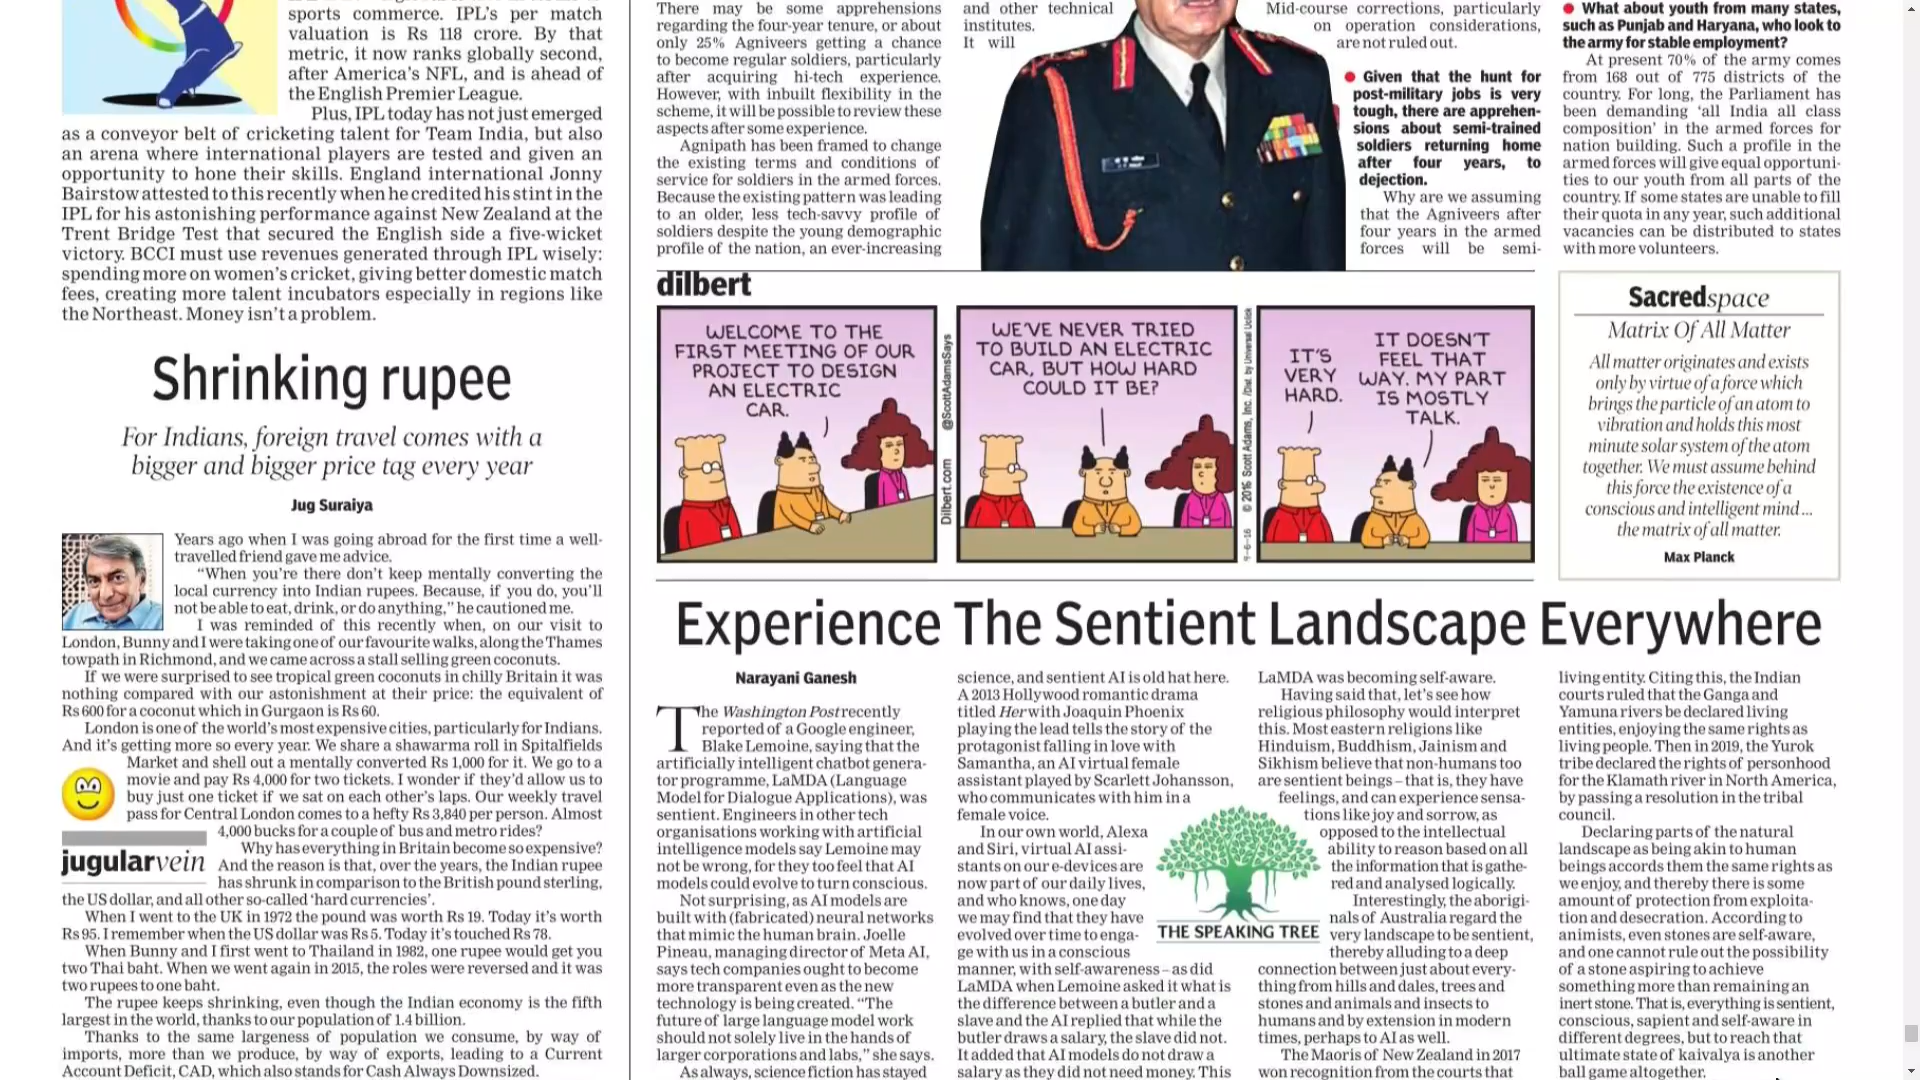 sports commerce. IPL's per match
valuation is Rs 118 crore. By that
metric, it now ranks globally second,
after America's NFL, and is ahead of
the English Premier League.
Plus, IPL today has not just emerged
as a conveyor belt of cricketing talent for Team India, but also
an arena where international players are tested and given an
opportunity to hone their skills. England international Jonny
Bairstow attested to this recently when he credited his stint in the
IPL for his astonishing performance against New Zealand at the
Trent Bridge Test that secured the English side a five-wicket
victory. BCCI must use revenues generated through IPL wisely:
spending more on women's cricket, giving better domestic match
fees, creating more talent incubators especially in regions like
the Northeast. Money isn't a problem.
Shrinking rupee
For Indians, foreign travel comes with a
bigger and bigger price tag every year
Jug Suraiya
Years ago when I was going abroad for the first time a well-
travelled friend gave me advice.
"When you're there don't keep mentally converting the
local currency into Indian rupees. Because, if you do, you'll
not be able to eat, drink, or do anything," he cautioned me.
I was reminded of this recently when, on our visit to
London, Bunny and I were taking one of our favourite walks, along the Thames
towpath in Richmond, and we came across a stall selling green coconuts.
If we were surprised to see tropical green coconuts in chilly Britain it was
nothing compared with our astonishment at their price: the equivalent of
Rs 600 for a coconut which in Gurgaon is Rs 60.
London is one of the world's most expensive cities, particularly for Indians.
And it's getting more so every year. We share a shawarma roll in Spitalfields
Market and shell out a mentally converted Rs 1,000 for it. We go to a
movie and pay Rs 4,000 for two tickets. I wonder if they'd allow us to
buy just one ticket if we sat on each other's laps. Our weekly travel
pass for Central London comes to a hefty Rs 3,840 per person. Almost
4,000 bucks for a couple of bus and metro rides?
jugularvein
Why has everything in Britain become so expensive?
And the reason is that, over the years, the Indian rupee
has shrunk in comparison to the British pound sterling,
the US dollar, and all other so-called 'hard currencies'.
When I went to the UK in 1972 the pound was worth Rs 19. Today it's worth
Rs 95. I remember when the US dollar was Rs 5. Today it's touched Rs 78.
When Bunny and I first went to Thailand in 1982, one rupee would get you
two Thai baht. When we went again in 2015, the roles were reversed and it was
two rupees to one baht.
The rupee keeps shrinking, even though the Indian economy is the fifth
largest in the world, thanks to our population of 1.4 billion.
Thanks to the same largeness of population we consume, by way of
imports, more than we produce, by way of exports, leading to a Current
Account Deficit, CAD, which also stands for Cash Always Downsized.
There may be some apprehensions
regarding the four-year tenure, or about
only 25% Agniveers getting a chance
to become regular soldiers, particularly
after acquiring hi-tech experience.
However, with inbuilt flexibility in the
scheme, it will be possible to review these
aspects after some experience.
Agnipath has been framed to change
the existing terms and conditions of
service for soldiers in the armed forces.
Because the existing pattern was leading
to an older, less tech-savvy profile of
soldiers despite the young demographic
profile of the nation, an ever-increasing
and other technical
institutes.
It will
Mid-course corrections, particularly
on operation considerations,
are not ruled out.
● Given that the hunt for
post-military jobs is very
tough, there are apprehen-
sions about semi-trained
soldiers returning home
after four years, to
dejection.
Why are we assuming
that the Agniveers after
four years in the armed
forces will be semi-
● What about youth from many states,
such as Punjab and Haryana, who look to
the army for stable employment?
At present 70% of the army comes
from 168 out of 775 districts of the
country. For long, the Parliament has
been demanding 'all India all class
composition' in the armed forces for
nation building. Such a profile in the
armed forces will give equal opportuni-
ties to our youth from all parts of the
country. If some states are unable to fill
their quota in any year, such additional
vacancies can be distributed to states
with more volunteers.
dilbert
WELCOME TO THE
FIRST MEETING OF OUR
PROJECT TO DESIGN
AN ELECTRIC
CAR.
Dilbert.com @ScottAdamsSays
WE'VE NEVER TRIED
TO BUILD AN ELECTRIC
CAR, BUT HOW HARD
COULD IT BE?
9-6-16 © 2016 Scott Adams, Inc. /Dist. by Universal Uclick
IT'S
VERY
HARD.
IT DOESN'T
FEEL THAT
WAY. MY PART
IS MOSTLY
TALK.
Sacredspace
Matrix Of All Matter
All matter originates and exists
only by virtue of a force which
brings the particle of an atom to
vibration and holds this most
minute solar system of the atom
together. We must assume behind
this force the existence of a
conscious and intelligent mind ...
the matrix of all matter.
Max Planck
Experience The Sentient Landscape Everywhere
Narayani Ganesh
The Washington Post recently
reported of a Google engineer,
Blake Lemoine, saying that the
artificially intelligent chatbot genera-
tor programme, LaMDA (Language
Model for Dialogue Applications), was
sentient. Engineers in other tech
organisations working with artificial
intelligence models say Lemoine may
not be wrong, for they too feel that AI
models could evolve to turn conscious.
Not surprising, as AI models are
built with (fabricated) neural networks
that mimic the human brain. Joelle
Pineau, managing director of Meta AI,
says tech companies ought to become
more transparent even as the new
technology is being created. "The
future of large language model work
should not solely live in the hands of
larger corporations and labs," she says.
As always, science fiction has stayed
science, and sentient AI is old hat here.
A 2013 Hollywood romantic drama
titled Her with Joaquin Phoenix
playing the lead tells the story of the
protagonist falling in love with
Samantha, an AI virtual female
assistant played by Scarlett Johansson,
who communicates with him in a
female voice.
In our own world, Alexa
and Siri, virtual AI assi-
stants on our e-devices are
now part of our daily lives,
and who knows, one day
we may find that they have
evolved over time to enga-
ge with us in a conscious
manner, with self-awareness – as did
LaMDA when Lemoine asked it what is
the difference between a butler and a
slave and the AI replied that while the
butler draws a salary, the slave did not.
It added that AI models do not draw a
salary as they did not need money. This
THE SPEAKING TREE
LaMDA was becoming self-aware.
Having said that, let's see how
religious philosophy would interpret
this. Most eastern religions like
Hinduism, Buddhism, Jainism and
Sikhism believe that non-humans too
are sentient beings – that is, they have
feelings, and can experience sensa-
tions like joy and sorrow, as
opposed to the intellectual
ability to reason based on all
the information that is gathe-
red and analysed logically.
Interestingly, the aborigi-
nals of Australia regard the
very landscape to be sentient,
thereby alluding to a deep
connection between just about every-
thing from hills and dales, trees and
stones and animals and insects to
humans and by extension in modern
times, perhaps to AI as well.
The Maoris of New Zealand in 2017
won recognition from the courts that
living entity. Citing this, the Indian
courts ruled that the Ganga and
Yamuna rivers be declared living
entities, enjoying the same rights as
living people. Then in 2019, the Yurok
tribe declared the rights of personhood
for the Klamath river in North America,
by passing a resolution in the tribal
council.
Declaring parts of the natural
landscape as being akin to human
beings accords them the same rights as
we enjoy, and thereby there is some
amount of protection from exploita-
tion and desecration. According to
animists, even stones are self-aware,
and one cannot rule out the possibility
of a stone aspiring to achieve
something more than remaining an
inert stone. That is, everything is sentient,
conscious, sapient and self-aware in
different degrees, but to reach that
ultimate state of kaivalya is another
ball game altogether.